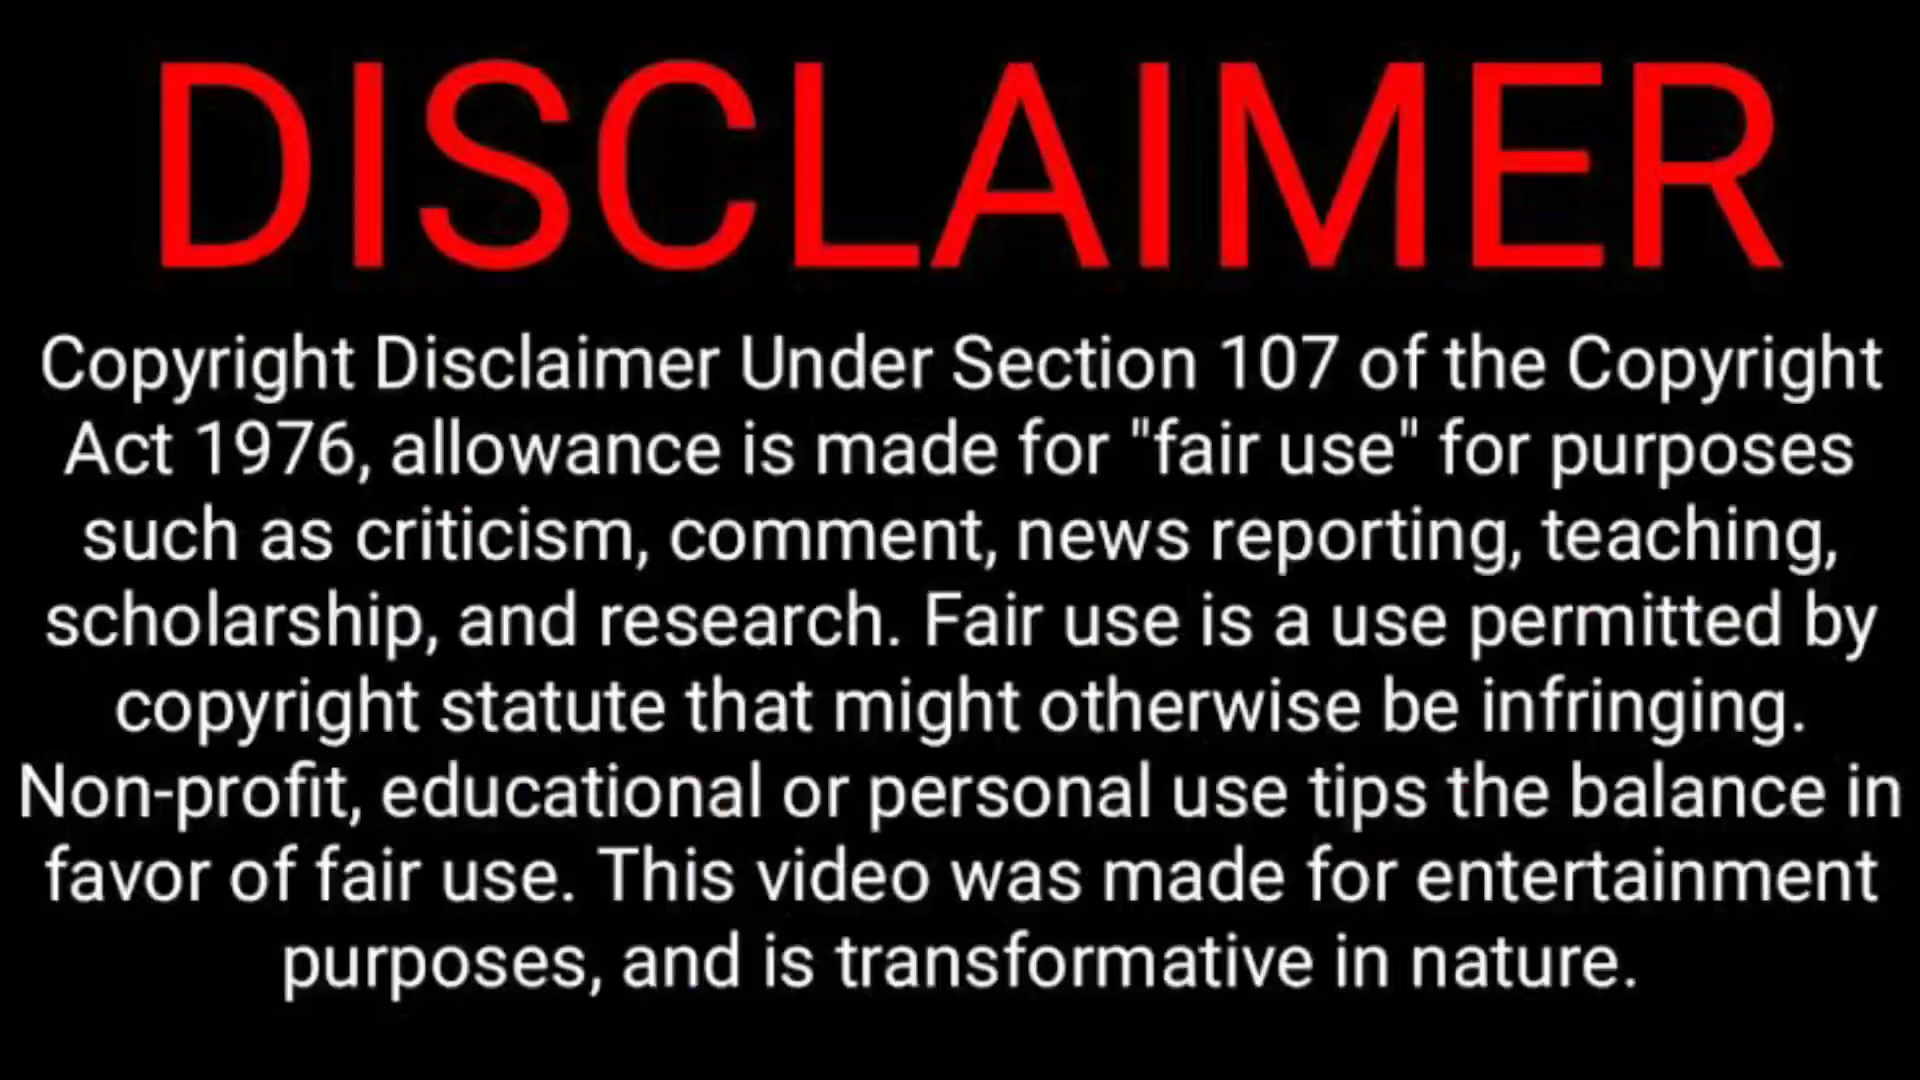 DISCLAIMER
Copyright Disclaimer Under Section 107 of the Copyright
Act 1976, allowance is made for "fair use" for purposes
such as criticism, comment, news reporting, teaching,
scholarship, and research. Fair use is a use permitted by
copyright statute that might otherwise be infringing.
Non-profit, educational or personal use tips the balance in
favor of fair use. This video was made for entertainment
purposes, and is transformative in nature.